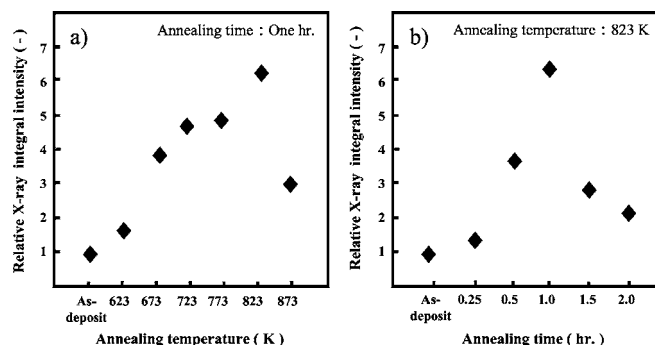 a)
Annealing time : One hr.
Relative X-ray integral intensity ( - )
7
6
5
4
3
2
1
As-
deposit
623 673 723 773 823 873
Annealing temperature ( K )
b)
Annealing temperature : 823 K
Relative X-ray integral intensity ( - )
7
6
5
4
3
2
1
As-
deposit
0.25 0.5 1.0 1.5 2.0
Annealing time ( hr. )